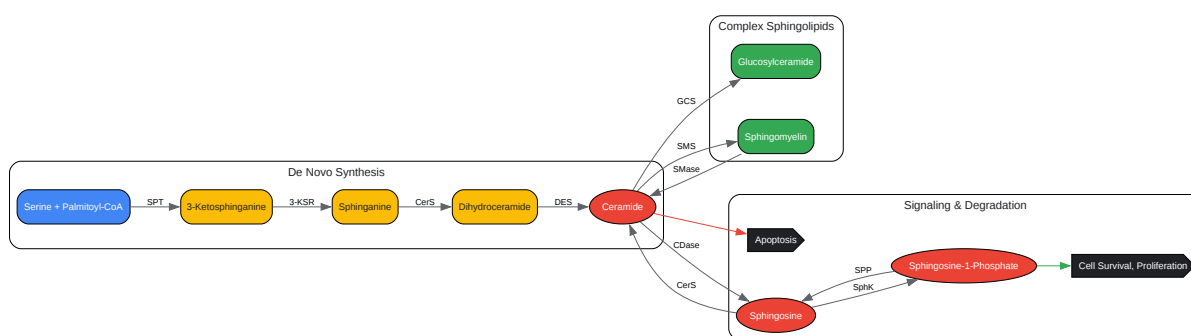 Complex Sphingolipids
Glucosylceramide
GCS
Sphingomyelin
SMS
SMase
De Novo Synthesis
Serine + Palmitoyl-CoA
SPT
3-Ketosphinganine
3-KSR
Sphinganine
CerS
Dihydroceramide
DES
Ceramide
Signaling & Degradation
Apoptosis
CDase
CerS
Sphingosine
SPP
SphK
Sphingosine-1-Phosphate
Cell Survival, Proliferation